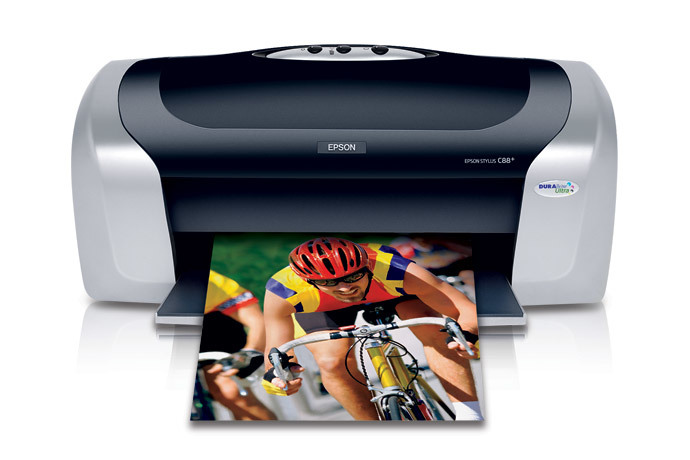 EPSON
EPSON STYLUS C88+
DURABrite
Ultra